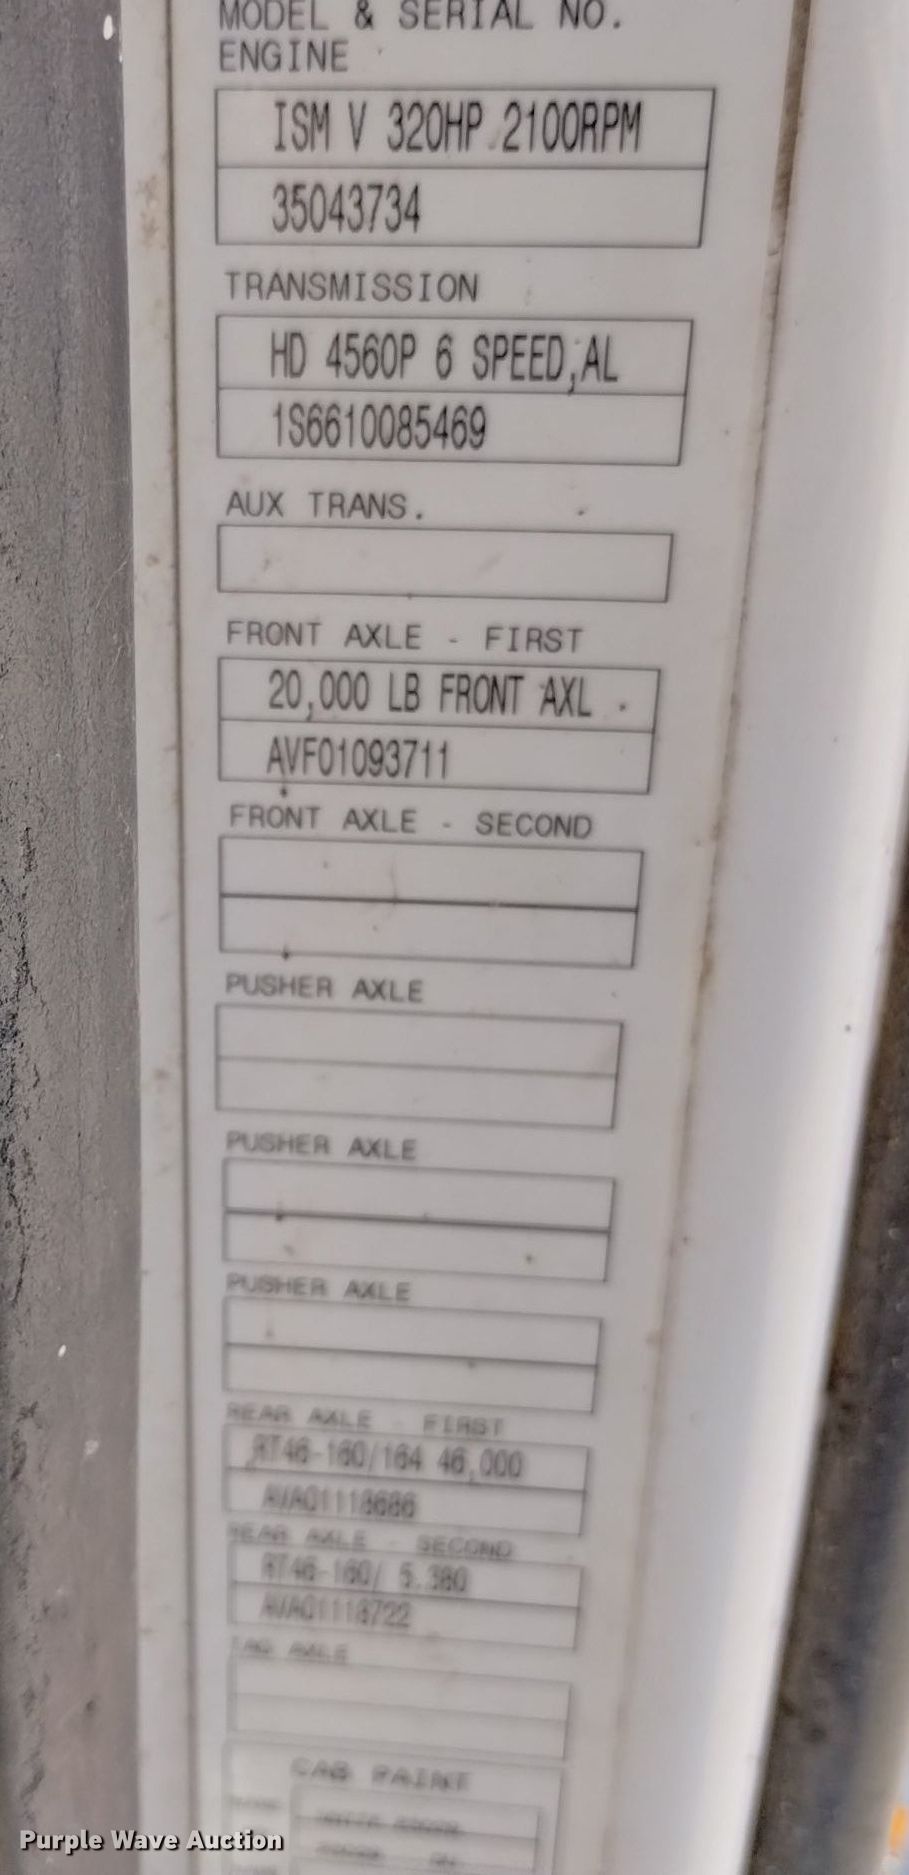 MODEL & SERIAL NO.
ENGINE
ISM V 320HP 2100RPM
35043734
TRANSMISSION
HD 4560P 6 SPEED,AL
1S6610085469
AUX TRANS.
FRONT AXLE - FIRST
20,000 LB FRONT AXL
AVF01093711
FRONT AXLE - SECOND
PUSHER AXLE
PUSHER AXLE
PUSHER AXLE
REAR AXLE - FIRST
RT46-160/164 46,000
AVA01118686
REAR AXLE - SECOND
RT46-160/ 5.380
AVA01118722
TAG AXLE
CAB PAINT
Purple Wave Auction